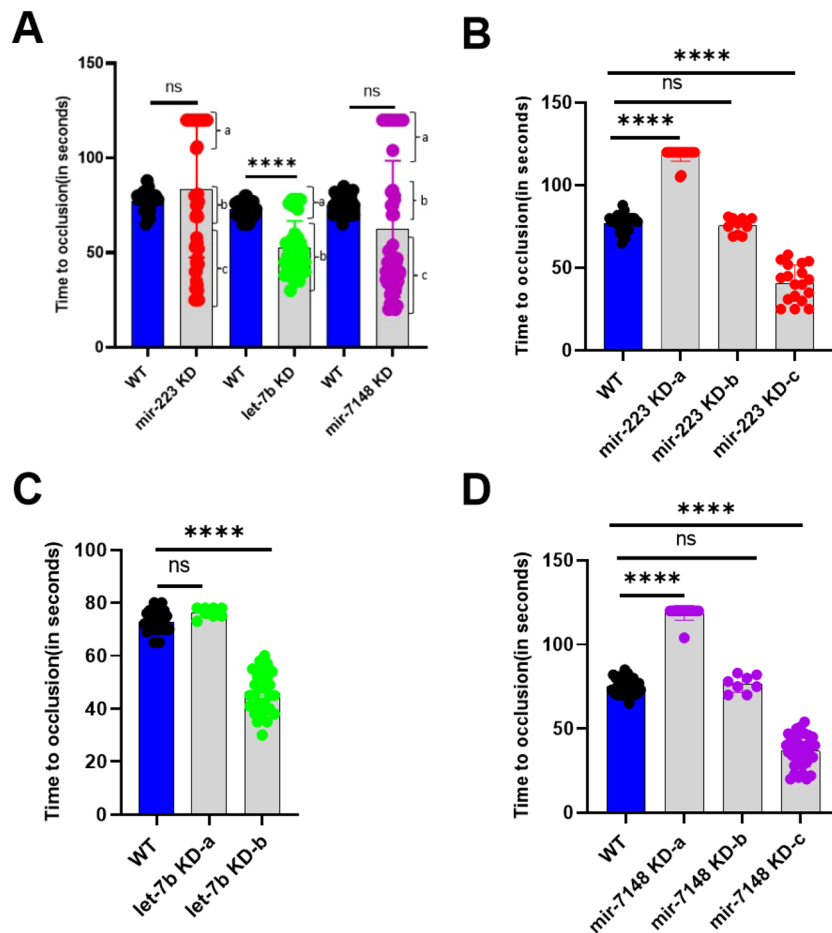 A
Time to occlusion(in seconds)
150
100
50
0
ns
****
ns
a
b
c
a
b
a
b
c
WT
mir-223 KD
WT
let-7b KD
WT
mir-7148 KD
B
Time to occlusion(in seconds)
150
100
50
0
****
ns
****
WT
mir-223 KD-a
mir-223 KD-b
mir-223 KD-c
C
Time to occlusion(in seconds)
100
80
60
40
20
0
****
ns
WT
let-7b KD-a
let-7b KD-b
D
Time to occlusion(in seconds)
150
100
50
0
****
ns
****
WT
mir-7148 KD-a
mir-7148 KD-b
mir-7148 KD-c